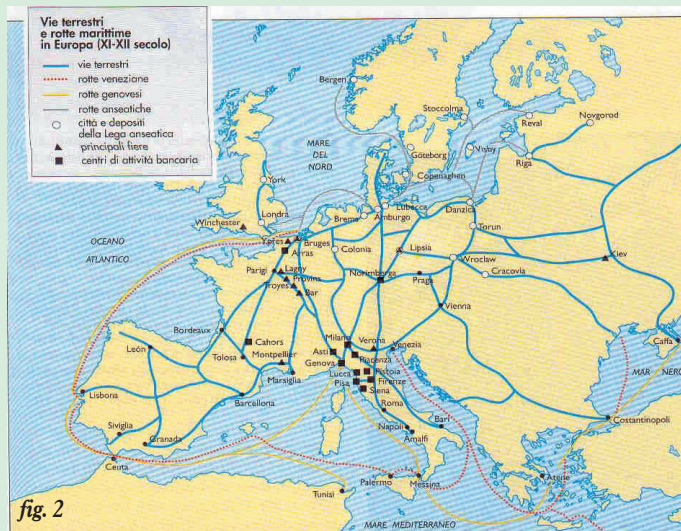 Vie terrestri
e rotte marittime
in Europa (XI-XII secolo)
vie terrestri
rotte veneziane
rotte genovesi
rotte anseatiche
città e depositi
della Lega anseatica
principali fiere
centri di attività bancaria
Bergen
Stoccolma
Reval
Novgorod
MARE
DEL
NORD
Göteborg
Visby
Riga
Copenaghen
York
Lubecca
Danzica
Winchester
Londra
Brema
Amburgo
Torun
OCEANO
ATLANTICO
Ypres
Bruges
Arras
Colonia
Lipsia
Wroclaw
Kiev
Parigi
Lagny
Provins
Troyes
Bar
Norimberga
Praga
Cracovia
Vienna
Bordeaux
Cahors
Milano
Verona
Venezia
León
Tolosa
Montpellier
Asti
Genova
Piacenza
Caffa
Lucca
Pistoia
Pisa
Firenze
Siena
MAR NERO
Marsiglia
Lisbona
Barcellona
Roma
Bari
Costantinopoli
Siviglia
Granada
Napoli
Amalfi
Ceuta
Palermo
Messina
Atene
Tunisi
MARE MEDITERRANEO
fig. 2